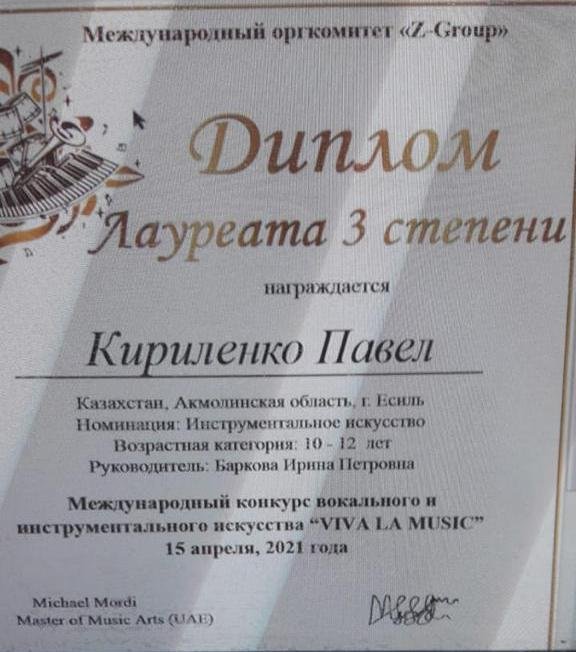 Международный оргкомитет «Z-Group»
Диплом
Лауреата 3 степени
награждается
Кириленко Павел
Казахстан, Акмолинская область, г. Есиль
Номинация: Инструментальное искусство
Возрастная категория: 10 - 12 лет
Руководитель: Баркова Ирина Петровна
Международный конкурс вокального и
инструментального искусства “VIVA LA MUSIC”
15 апреля, 2021 года
Michael Mordi
Master of Music Arts (UAE)